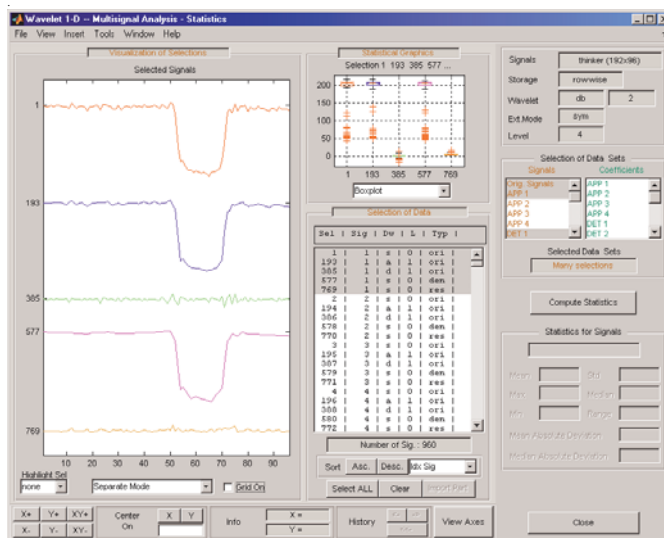 Wavelet 1-D -- Multisignal Analysis - Statistics
File View Insert Tools Window Help
Visualization of Selections
Selected Signals
1
193
385
577
769
10 20 30 40 50 60 70 80 90
Highlight Sel
none
Separate Mode
Grid On
Statistical Graphics
Selection 1 193 385 577 ...
200
150
100
50
0
1 193 385 577 769
Boxplot
Selection of Data
Sel | Sig | Dw | L | Typ |
1 | 1 | s | 0 | ori |
193 | 1 | a | 1 | ori |
385 | 1 | d | 1 | ori |
577 | 1 | s | 0 | den |
769 | 1 | s | 0 | res |
2 | 2 | s | 0 | ori |
194 | 2 | a | 1 | ori |
386 | 2 | d | 1 | ori |
578 | 2 | s | 0 | den |
770 | 2 | s | 0 | res |
3 | 3 | s | 0 | ori |
195 | 3 | a | 1 | ori |
387 | 3 | d | 1 | ori |
579 | 3 | s | 0 | den |
771 | 3 | s | 0 | res |
4 | 4 | s | 0 | ori |
196 | 4 | a | 1 | ori |
388 | 4 | d | 1 | ori |
580 | 4 | s | 0 | den |
772 | 4 | s | 0 | res |
Number of Sig.: 960
Sort Asc. Desc. Idx Sig
Select ALL Clear Import Part
Signals thinker (192x96)
Storage rowwise
Wavelet db 2
Ext.Mode sym
Level 4
Selection of Data Sets
Signals Coefficients
Orig. Signals APP 1
APP 1 APP 2
APP 2 APP 3
APP 3 APP 4
APP 4 DET 1
DET 1 DET 2
Selected Data Sets
Many selections
Compute Statistics
Statistics for Signals
Mean Std
Max Median
Min Range
Mean Absolute Deviation
Median Absolute Deviation
X+ Y+ XY+
X- Y- XY-
Center On X Y
Info X = Y =
History
View Axes
Close